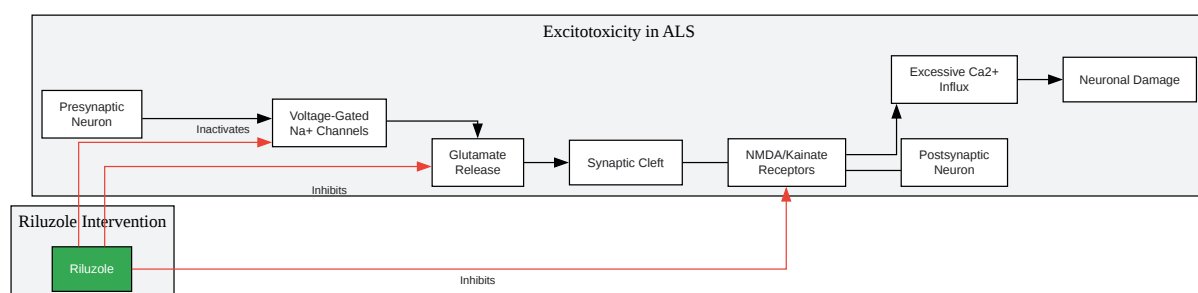 Excitotoxicity in ALS
Excessive Ca2+
Influx
Neuronal Damage
Presynaptic
Neuron
Voltage-Gated
Na+ Channels
Inactivates
Glutamate
Release
Synaptic Cleft
NMDA/Kainate
Receptors
Postsynaptic
Neuron
Inhibits
Riluzole Intervention
Riluzole
Inhibits